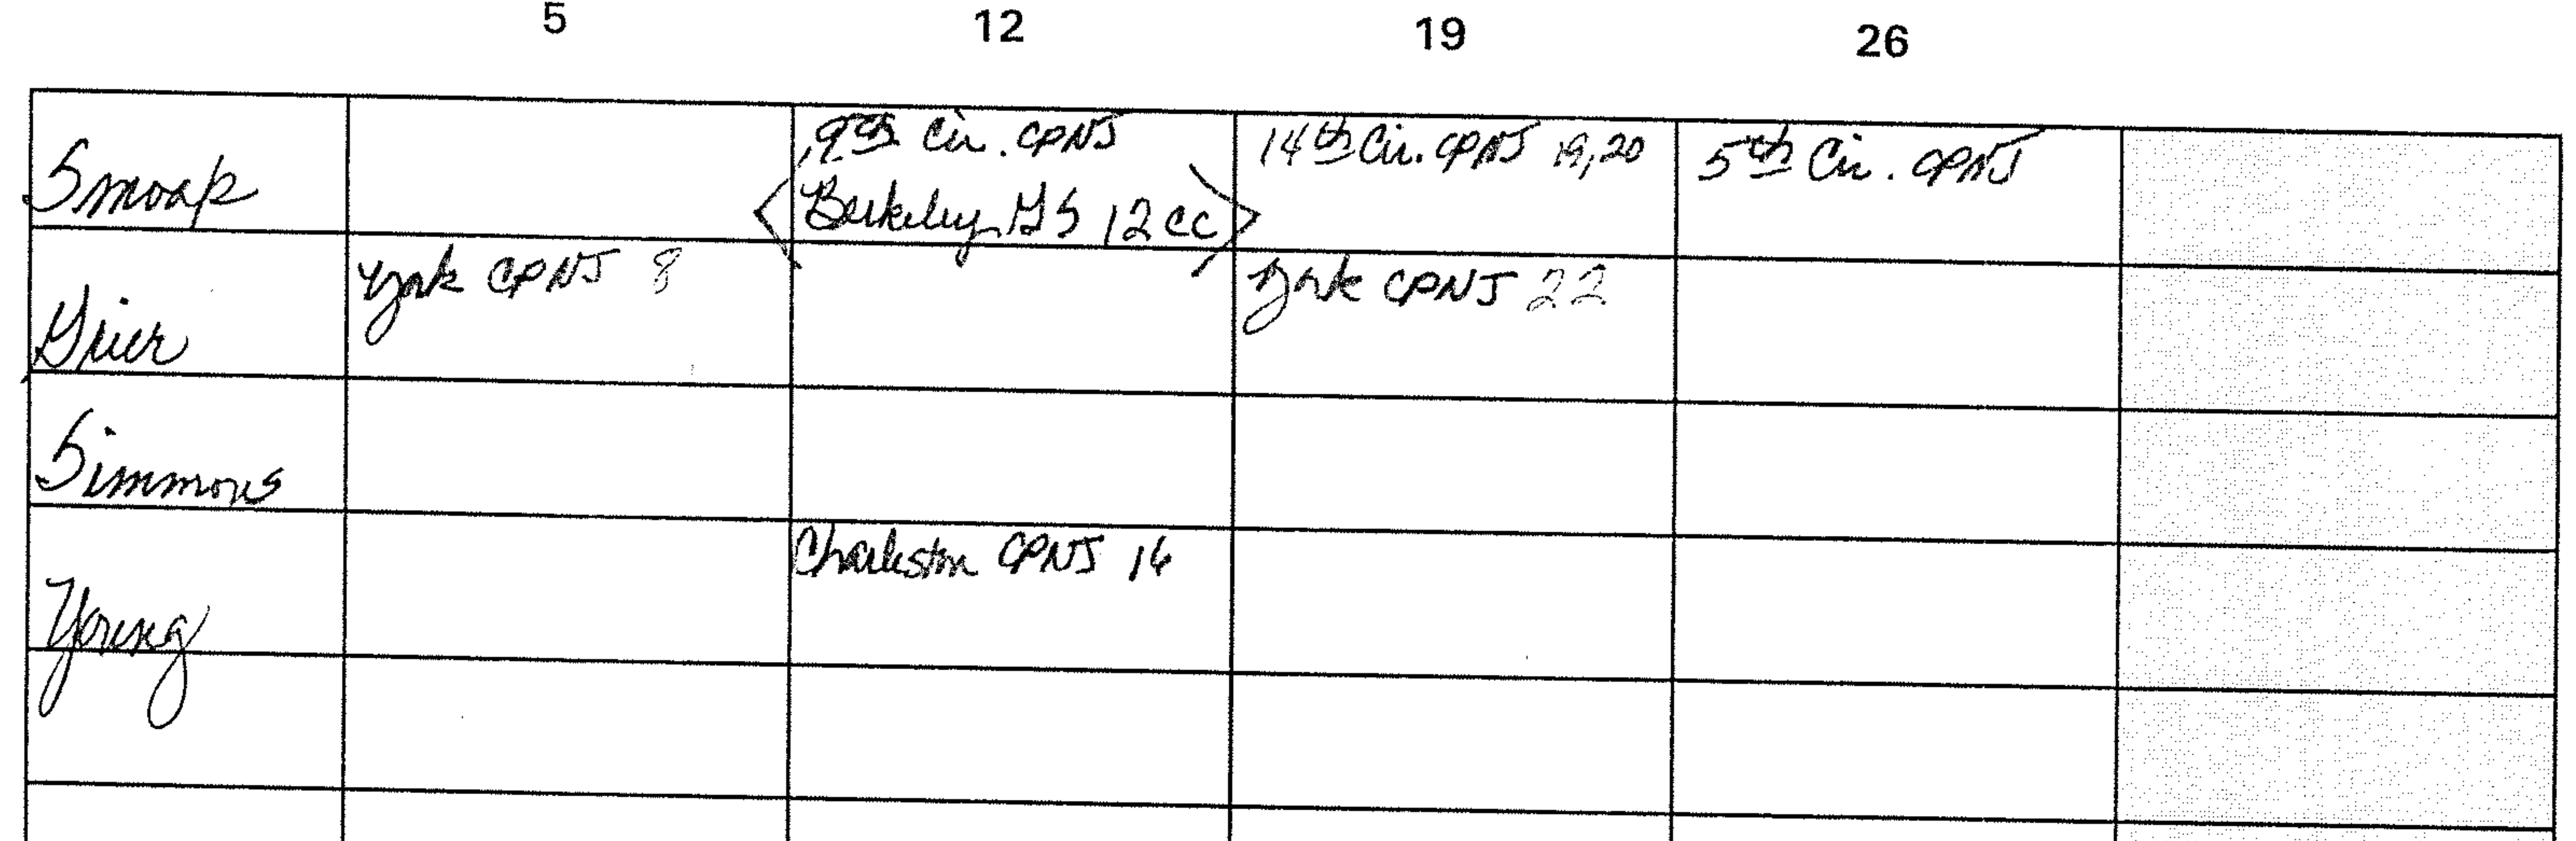 5 12 19 26
Smoak
9th Cir. CPNJ
Berkeley GS 12 CC
14th Cir. CPNJ 19,20
5th Cir. CPNJ
Grier
York CPNJ 8
York CPNJ 22
Simmons
Young
Charleston CPNJ 16